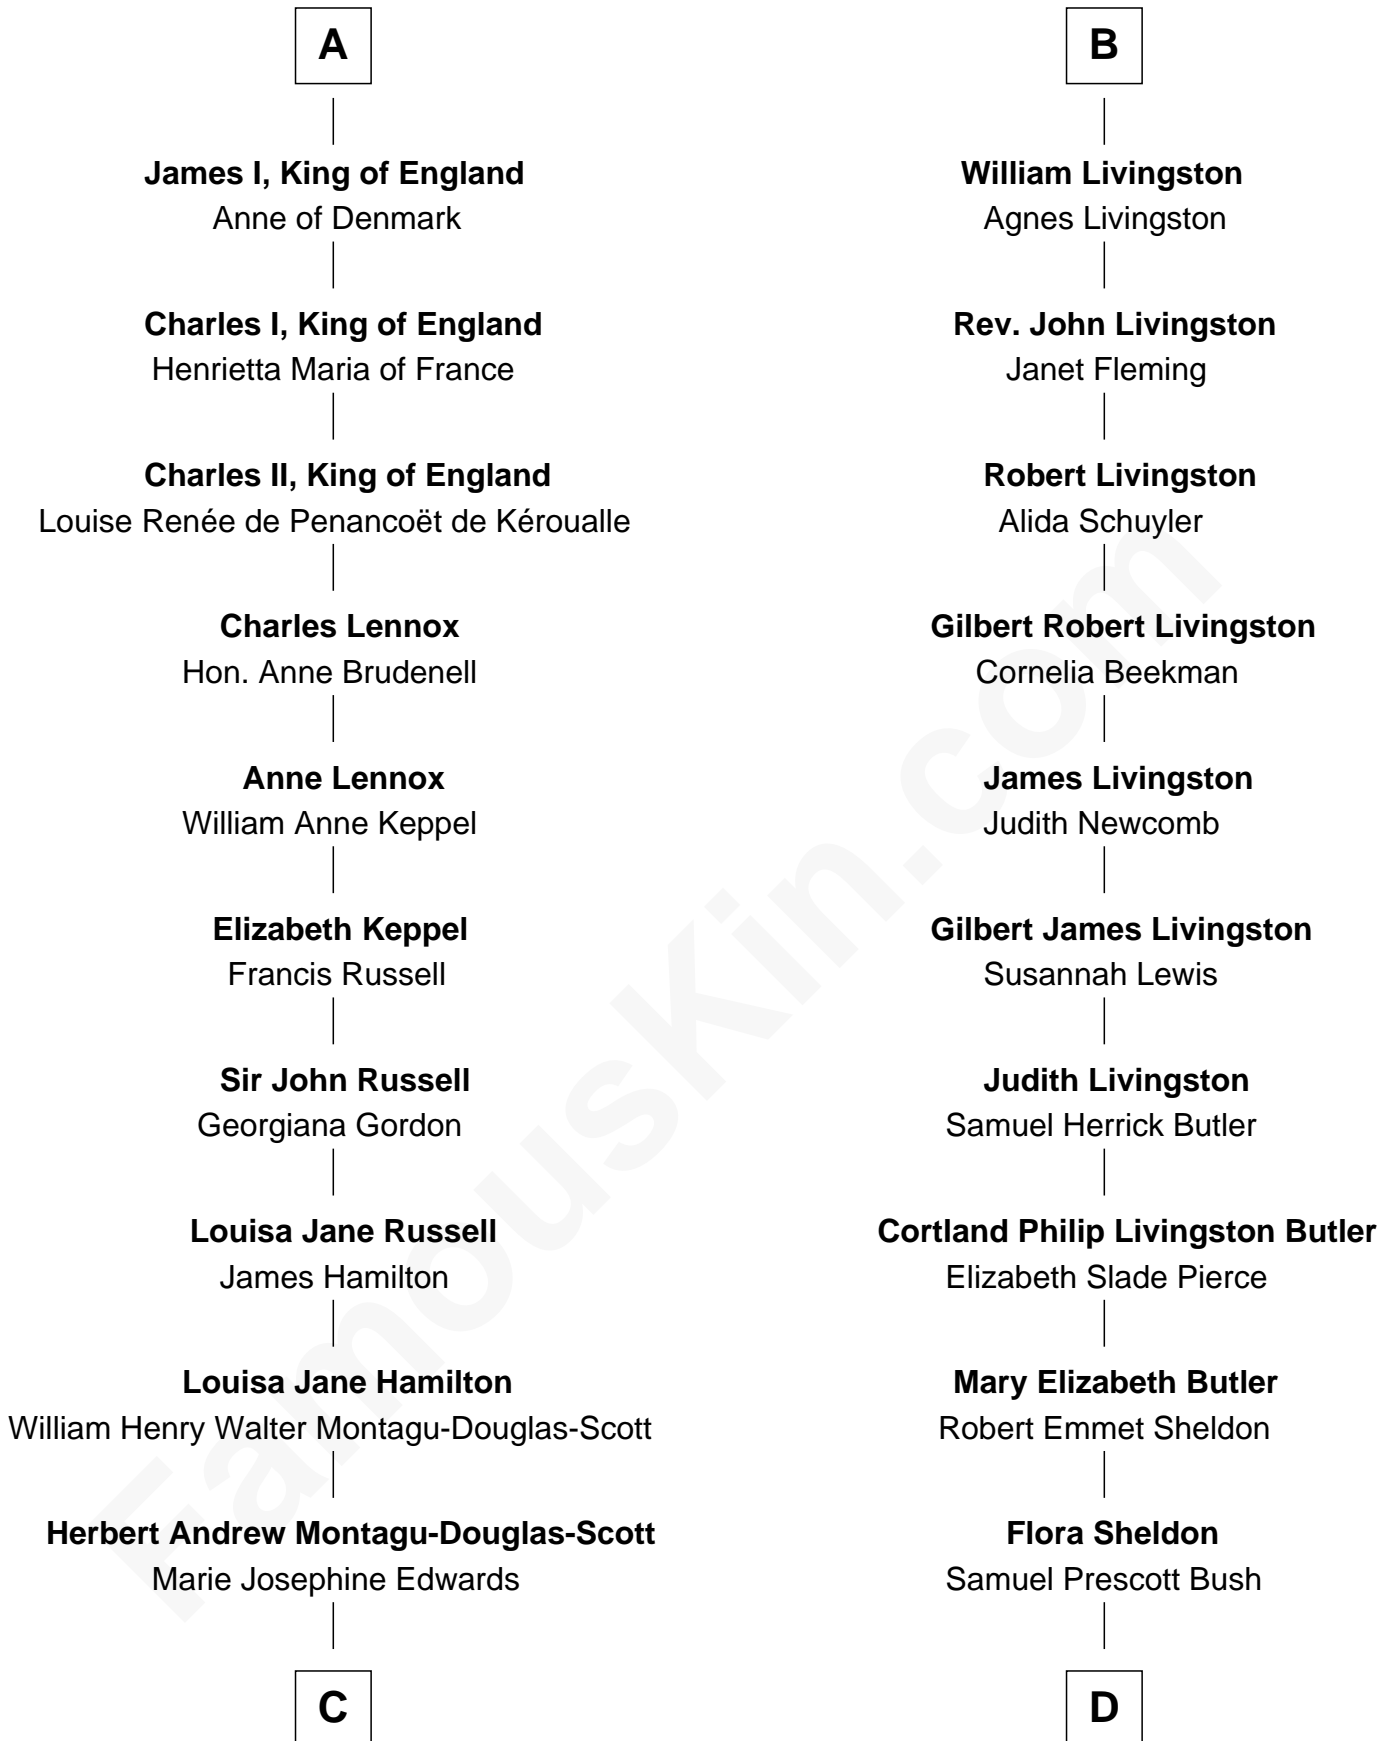 A
James I, King of England
Anne of Denmark
Charles I, King of England
Henrietta Maria of France
Charles II, King of England
Louise Renée de Penancoët de Kéroualle
Charles Lennox
Hon. Anne Brudenell
Anne Lennox
William Anne Keppel
Elizabeth Keppel
Francis Russell
Sir John Russell
Georgiana Gordon
Louisa Jane Russell
James Hamilton
Louisa Jane Hamilton
William Henry Walter Montagu-Douglas-Scott
Herbert Andrew Montagu-Douglas-Scott
Marie Josephine Edwards
C
B
William Livingston
Agnes Livingston
Rev. John Livingston
Janet Fleming
Robert Livingston
Alida Schuyler
Gilbert Robert Livingston
Cornelia Beekman
James Livingston
Judith Newcomb
Gilbert James Livingston
Susannah Lewis
Judith Livingston
Samuel Herrick Butler
Cortland Philip Livingston Butler
Elizabeth Slade Pierce
Mary Elizabeth Butler
Robert Emmet Sheldon
Flora Sheldon
Samuel Prescott Bush
D
FamousKin.com